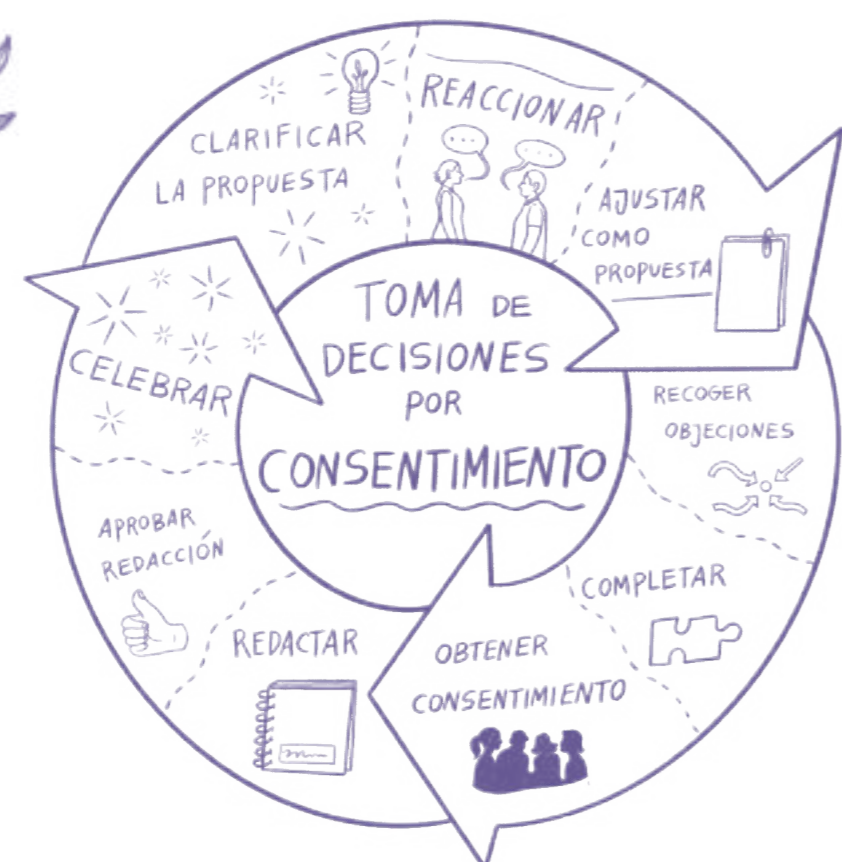 TOMA DE
DECISIONES
POR
CONSENTIMIENTO
CLARIFICAR
LA PROPUESTA
REACCIONAR
AJUSTAR
COMO
PROPUESTA
RECOGER
OBJECIONES
COMPLETAR
OBTENER
CONSENTIMIENTO
REDACTAR
APROBAR
REDACCIÓN
CELEBRAR